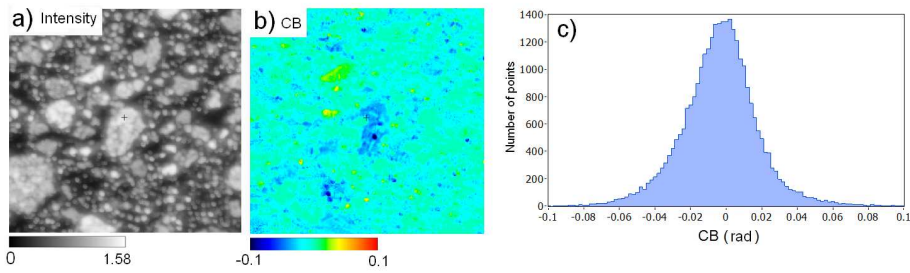 a) Intensity
0
1.58
b) CB
-0.1
0.1
c)
Number of points
1400
1200
1000
800
600
400
200
0
-0.1 -0.08 -0.06 -0.04 -0.02 0 0.02 0.04 0.06 0.08 0.1
CB (rad)